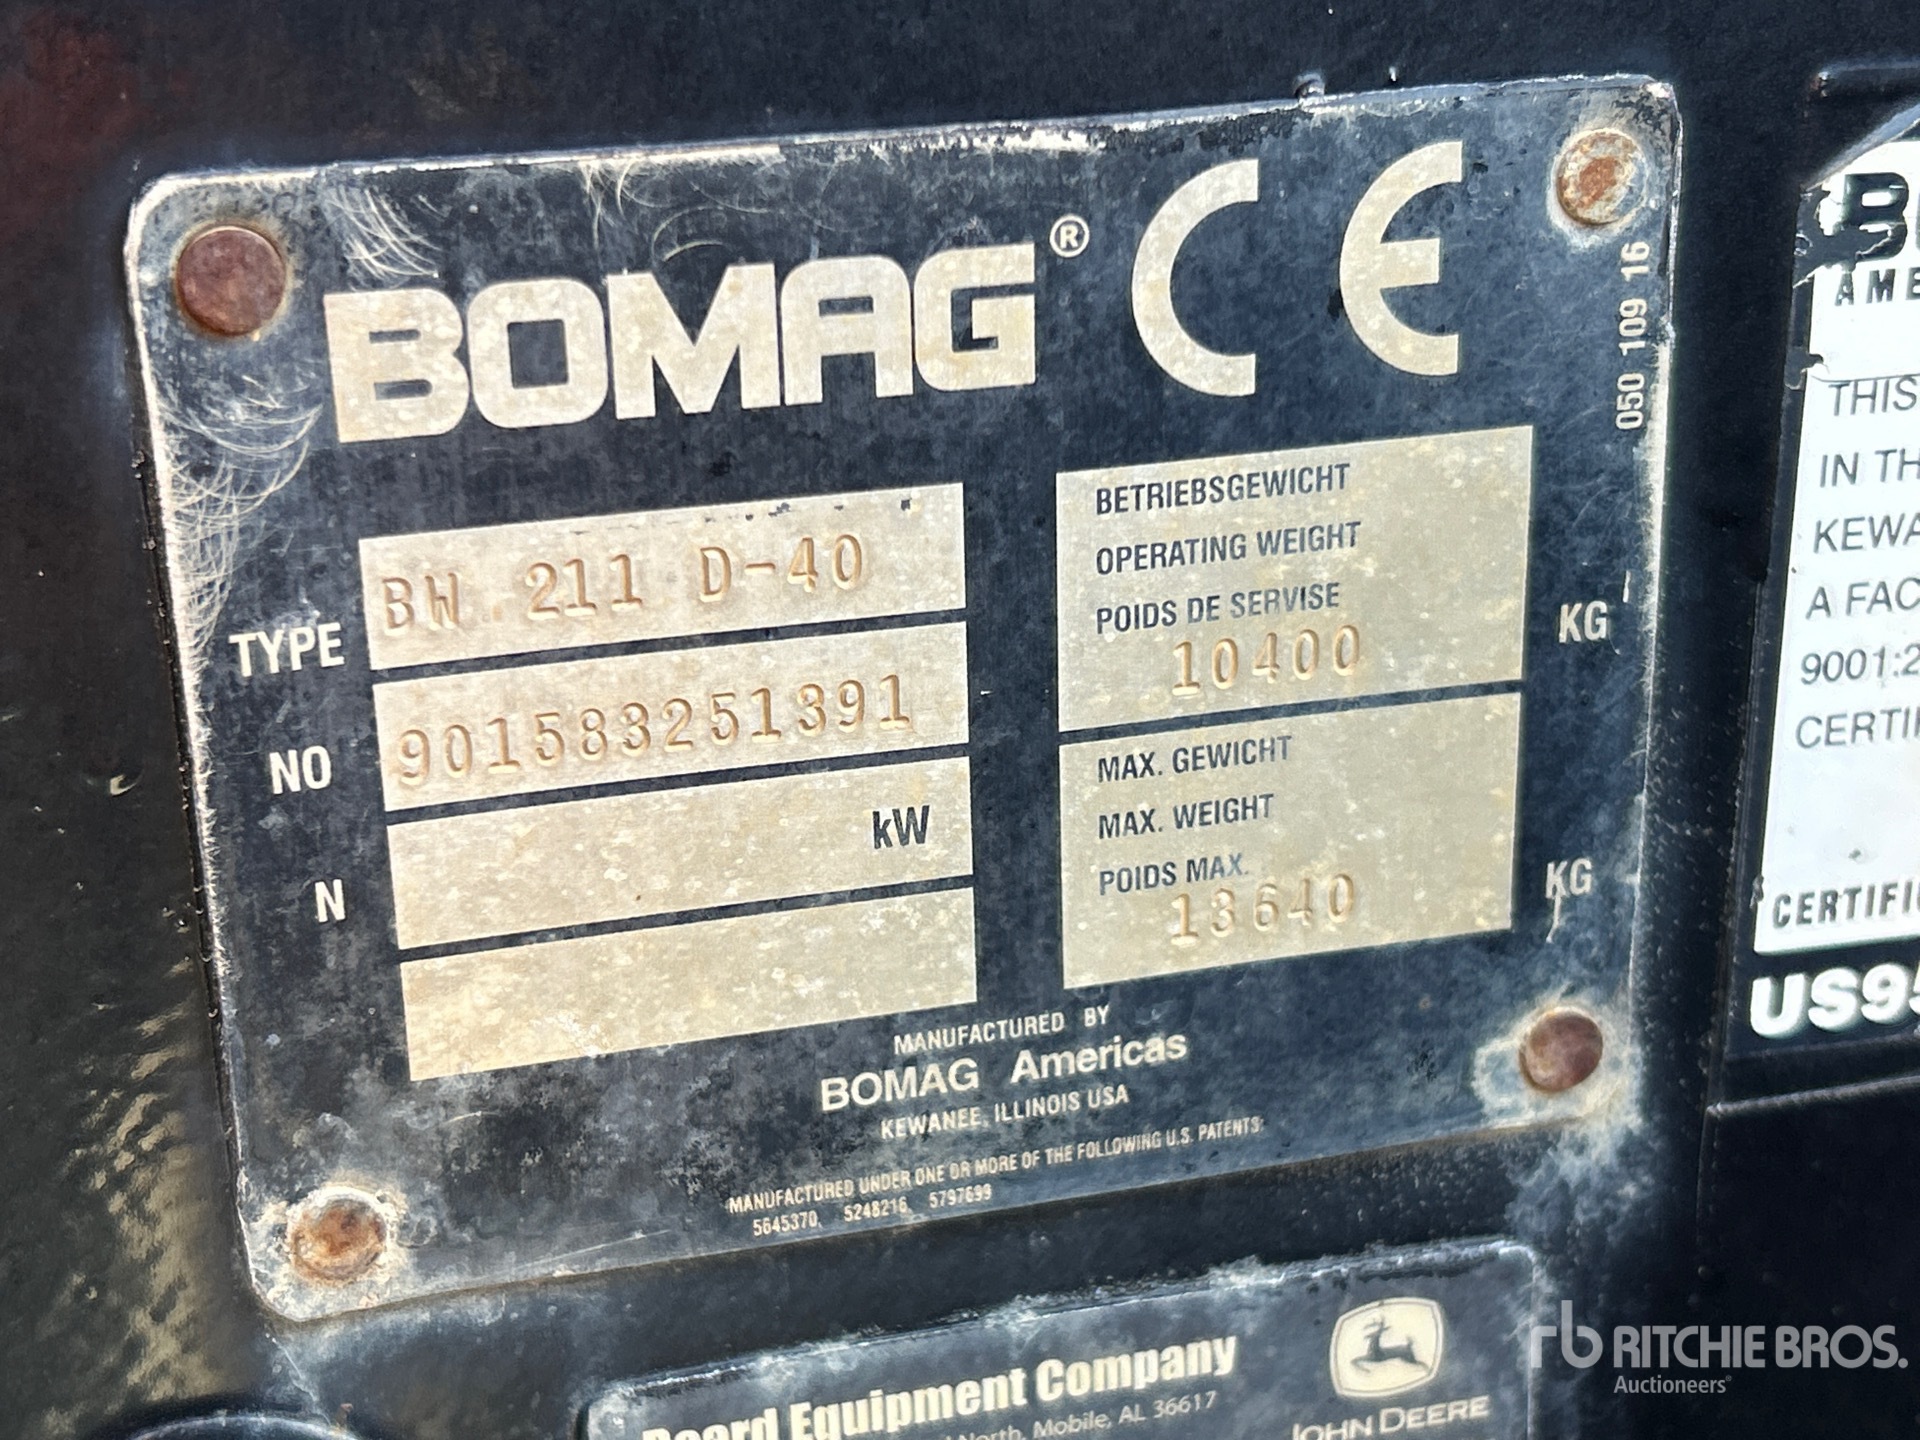 BOMAG® CE
050 109 16
TYPE BW 211 D-40
NO 901583251391
N kW
BETRIEBSGEWICHT
OPERATING WEIGHT
POIDS DE SERVISE
10400 KG
MAX. GEWICHT
MAX. WEIGHT
POIDS MAX.
13640 KG
MANUFACTURED BY
BOMAG Americas
KEWANEE, ILLINOIS USA
MANUFACTURED UNDER ONE OR MORE OF THE FOLLOWING U.S. PATENTS:
5645370, 5248216, 5797699
AME
THIS
IN TH
KEWA
A FAC
9001:2
CERTIF
CERTIFI
US95
Equipment Company
North, Mobile, AL 36617
JOHN DEERE
rb RITCHIE BROS.
Auctioneers®